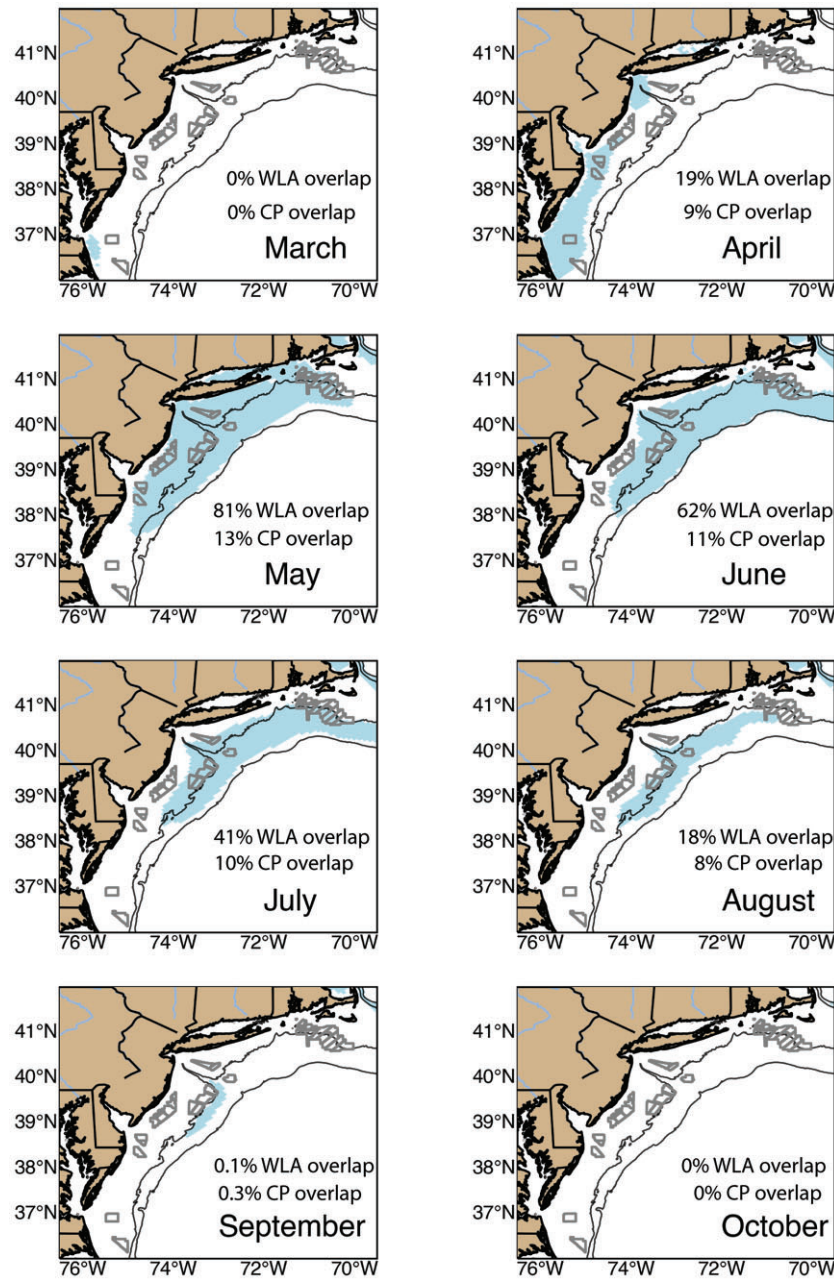 41°N
40°N
39°N
38°N
37°N
0% WLA overlap
0% CP overlap
March
76°W 74°W 72°W 70°W
41°N
40°N
39°N
38°N
37°N
19% WLA overlap
9% CP overlap
April
76°W 74°W 72°W 70°W
41°N
40°N
39°N
38°N
37°N
81% WLA overlap
13% CP overlap
May
76°W 74°W 72°W 70°W
41°N
40°N
39°N
38°N
37°N
62% WLA overlap
11% CP overlap
June
76°W 74°W 72°W 70°W
41°N
40°N
39°N
38°N
37°N
41% WLA overlap
10% CP overlap
July
76°W 74°W 72°W 70°W
41°N
40°N
39°N
38°N
37°N
18% WLA overlap
8% CP overlap
August
76°W 74°W 72°W 70°W
41°N
40°N
39°N
38°N
37°N
0.1% WLA overlap
0.3% CP overlap
September
76°W 74°W 72°W 70°W
41°N
40°N
39°N
38°N
37°N
0% WLA overlap
0% CP overlap
October
76°W 74°W 72°W 70°W